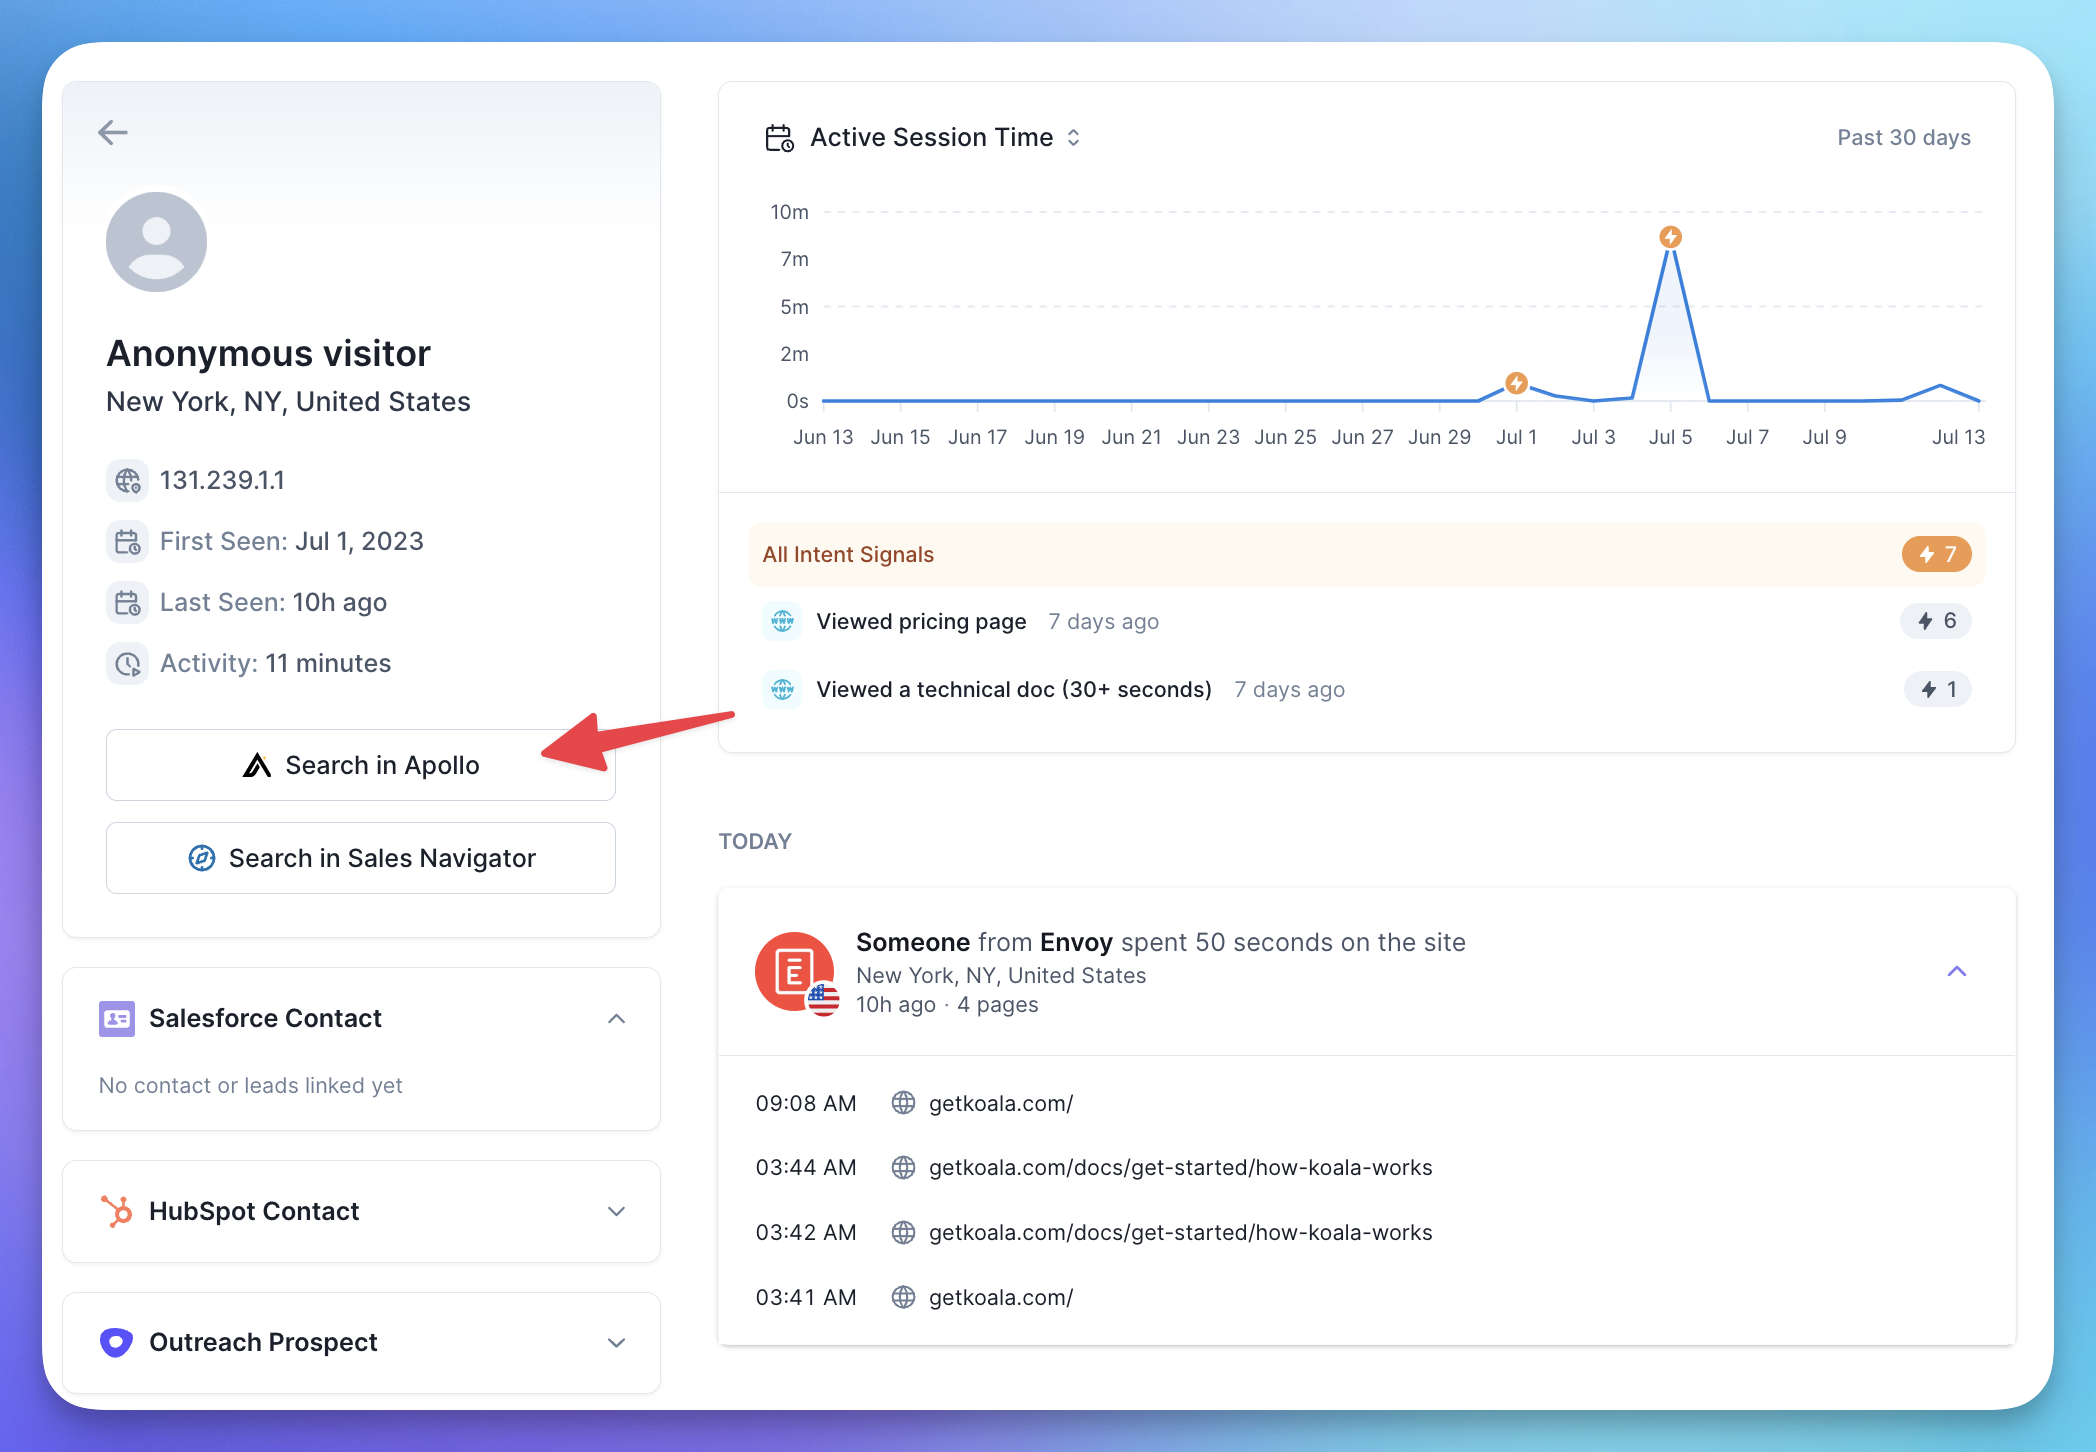 Anonymous visitor
New York, NY, United States
131.239.1.1
First Seen: Jul 1, 2023
Last Seen: 10h ago
Activity: 11 minutes
Search in Apollo
Search in Sales Navigator
Salesforce Contact
No contact or leads linked yet
HubSpot Contact
Outreach Prospect
Active Session Time
Past 30 days
10m
7m
5m
2m
0s
Jun 13 Jun 15 Jun 17 Jun 19 Jun 21 Jun 23 Jun 25 Jun 27 Jun 29 Jul 1 Jul 3 Jul 5 Jul 7 Jul 9 Jul 13
All Intent Signals 7
www Viewed pricing page 7 days ago 6
www Viewed a technical doc (30+ seconds) 7 days ago 1
TODAY
E
Someone from Envoy spent 50 seconds on the site
New York, NY, United States
10h ago · 4 pages
09:08 AM getkoala.com/
03:44 AM getkoala.com/docs/get-started/how-koala-works
03:42 AM getkoala.com/docs/get-started/how-koala-works
03:41 AM getkoala.com/